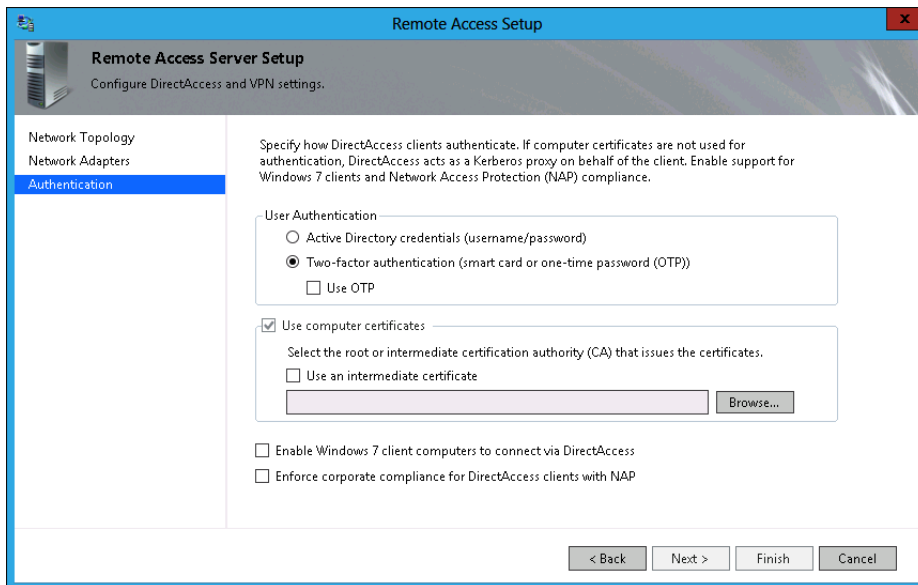 Remote Access Setup
x
Remote Access Server Setup
Configure DirectAccess and VPN settings.
Network Topology
Network Adapters
Authentication
Specify how DirectAccess clients authenticate. If computer certificates are not used for
authentication, DirectAccess acts as a Kerberos proxy on behalf of the client. Enable support for
Windows 7 clients and Network Access Protection (NAP) compliance.
User Authentication
Active Directory credentials (username/password)
Two-factor authentication (smart card or one-time password (OTP))
Use OTP
Use computer certificates
Select the root or intermediate certification authority (CA) that issues the certificates.
Use an intermediate certificate
Browse...
Enable Windows 7 client computers to connect via DirectAccess
Enforce corporate compliance for DirectAccess clients with NAP
< Back
Next >
Finish
Cancel